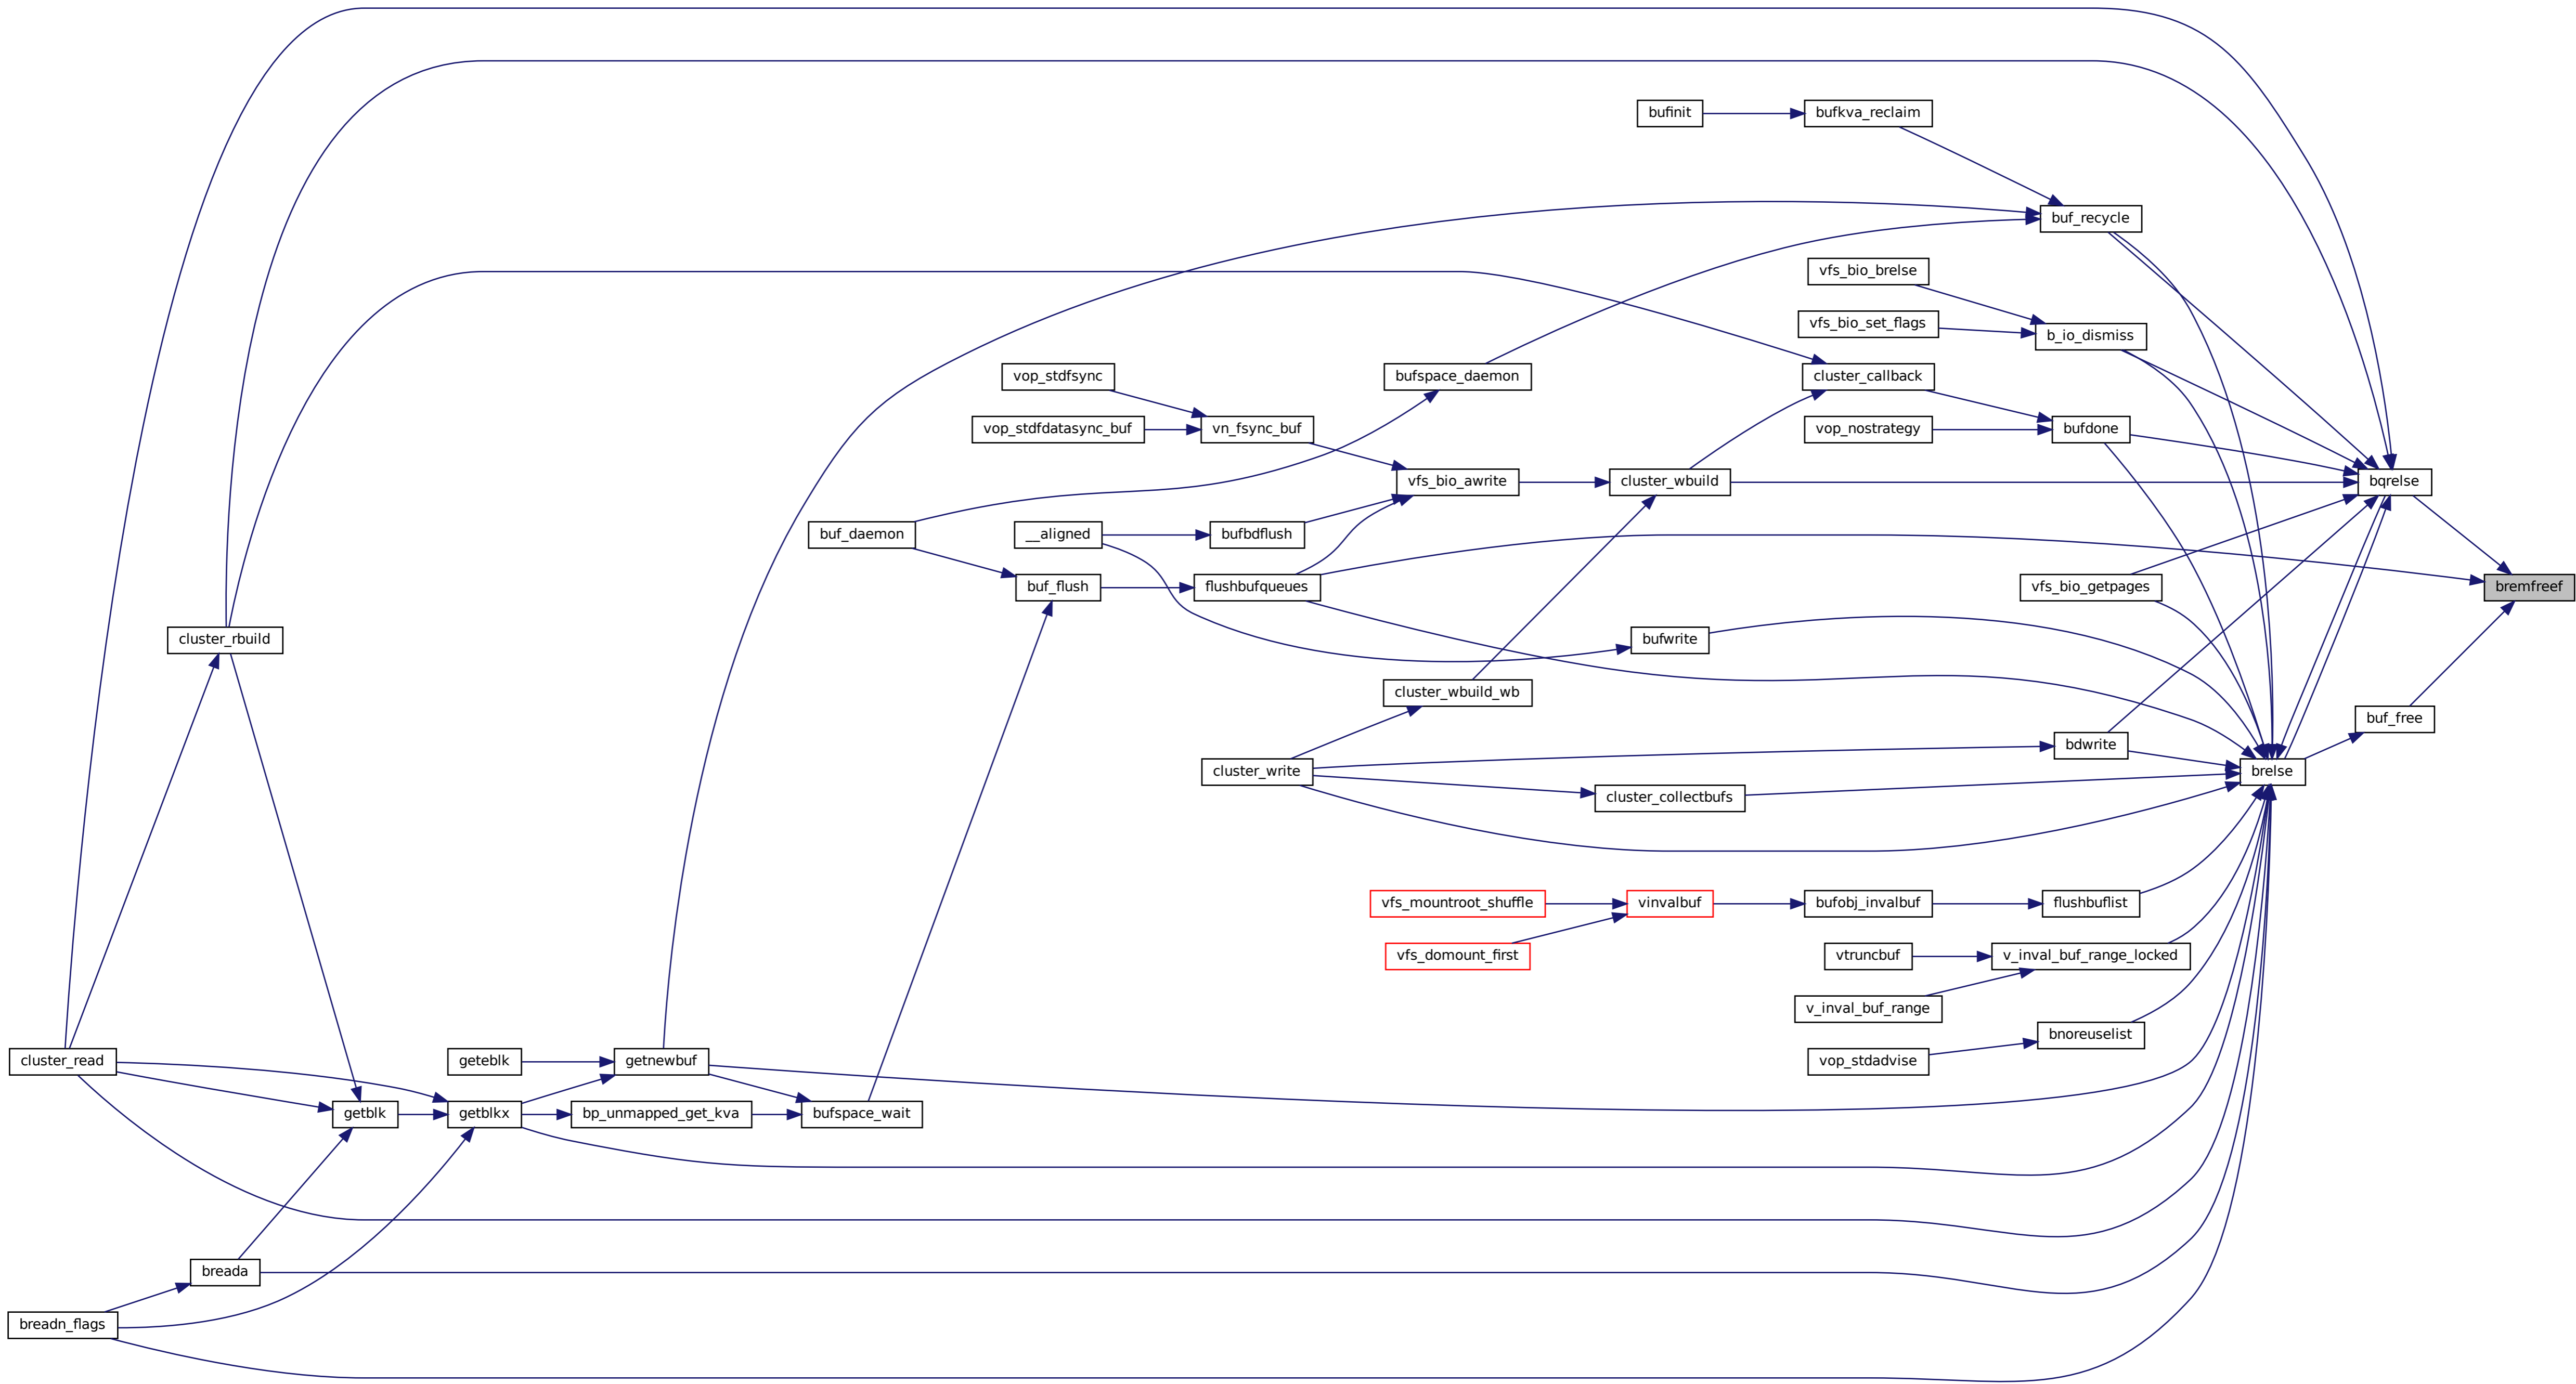 bufinit
bufkva_reclaim
buf_recycle
vfs_bio_brelse
vfs_bio_set_flags
b_io_dismiss
vop_stdfsync
bufspace_daemon
cluster_callback
vop_stdfdatasync_buf
vn_fsync_buf
vop_nostrategy
bufdone
vfs_bio_awrite
cluster_wbuild
bqrelse
buf_daemon
__aligned
bufbdflush
buf_flush
flushbufqueues
vfs_bio_getpages
bremfreef
cluster_rbuild
bufwrite
cluster_wbuild_wb
buf_free
bdwrite
cluster_write
brelse
cluster_collectbufs
vfs_mountroot_shuffle
vinvalbuf
bufobj_invalbuf
flushbuflist
vfs_domount_first
vtruncbuf
v_inval_buf_range_locked
v_inval_buf_range
bnoreuselist
cluster_read
geteblk
getnewbuf
vop_stdadvise
getblk
getblkx
bp_unmapped_get_kva
bufspace_wait
breada
breadn_flags